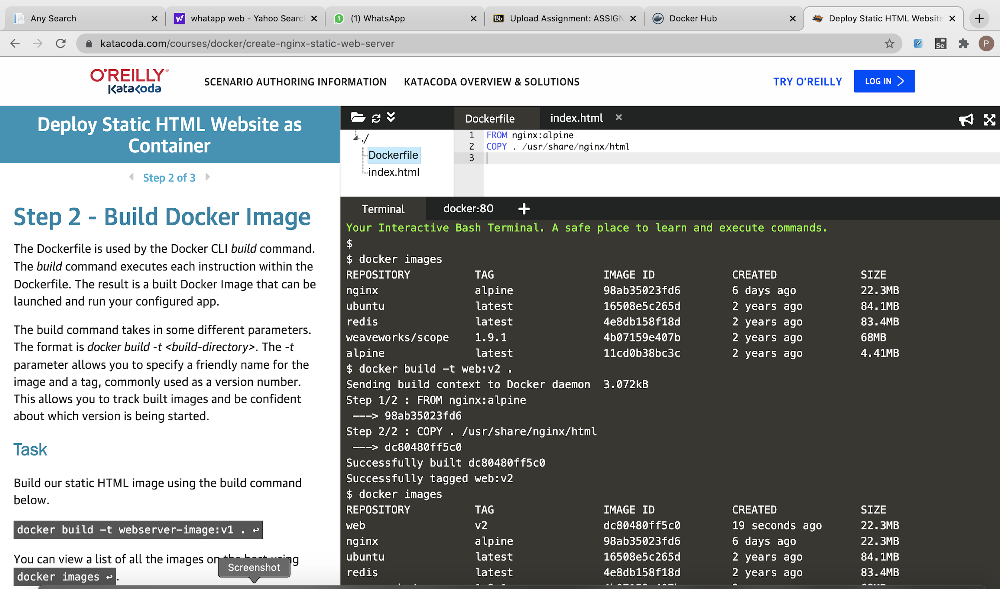 Any Search
whatapp web - Yahoo Searc
(1) WhatsApp
Upload Assignment: ASSIGN
Docker Hub
Deploy Static HTML Website
katacoda.com/courses/docker/create-nginx-static-web-server
Se
P
O'REILLY®
Katacoda
SCENARIO AUTHORING INFORMATION
KATACODA OVERVIEW & SOLUTIONS
TRY O'REILLY
LOG IN
Deploy Static HTML Website as
Container
Step 2 of 3
Step 2 - Build Docker Image
The Dockerfile is used by the Docker CLI build command.
The build command executes each instruction within the
Dockerfile. The result is a built Docker Image that can be
launched and run your configured app.
The build command takes in some different parameters.
The format is docker build -t <build-directory>. The -t
parameter allows you to specify a friendly name for the
image and a tag, commonly used as a version number.
This allows you to track built images and be confident
about which version is being started.
Task
Build our static HTML image using the build command
below.
docker build -t webserver-image:v1 . ↩
You can view a list of all the images on the host using
docker images ↩.
Screenshot
./
Dockerfile
index.html
Dockerfile
index.html
1 FROM nginx:alpine
2 COPY . /usr/share/nginx/html
3
Terminal
docker:80
Your Interactive Bash Terminal. A safe place to learn and execute commands.
$
$ docker images
REPOSITORY TAG IMAGE ID CREATED SIZE
nginx alpine 98ab35023fd6 6 days ago 22.3MB
ubuntu latest 16508e5c265d 2 years ago 84.1MB
redis latest 4e8db158f18d 2 years ago 83.4MB
weaveworks/scope 1.9.1 4b07159e407b 2 years ago 68MB
alpine latest 11cd0b38bc3c 2 years ago 4.41MB
$ docker build -t web:v2 .
Sending build context to Docker daemon 3.072kB
Step 1/2 : FROM nginx:alpine
---> 98ab35023fd6
Step 2/2 : COPY . /usr/share/nginx/html
---> dc80480ff5c0
Successfully built dc80480ff5c0
Successfully tagged web:v2
$ docker images
REPOSITORY TAG IMAGE ID CREATED SIZE
web v2 dc80480ff5c0 19 seconds ago 22.3MB
nginx alpine 98ab35023fd6 6 days ago 22.3MB
ubuntu latest 16508e5c265d 2 years ago 84.1MB
redis latest 4e8db158f18d 2 years ago 83.4MB